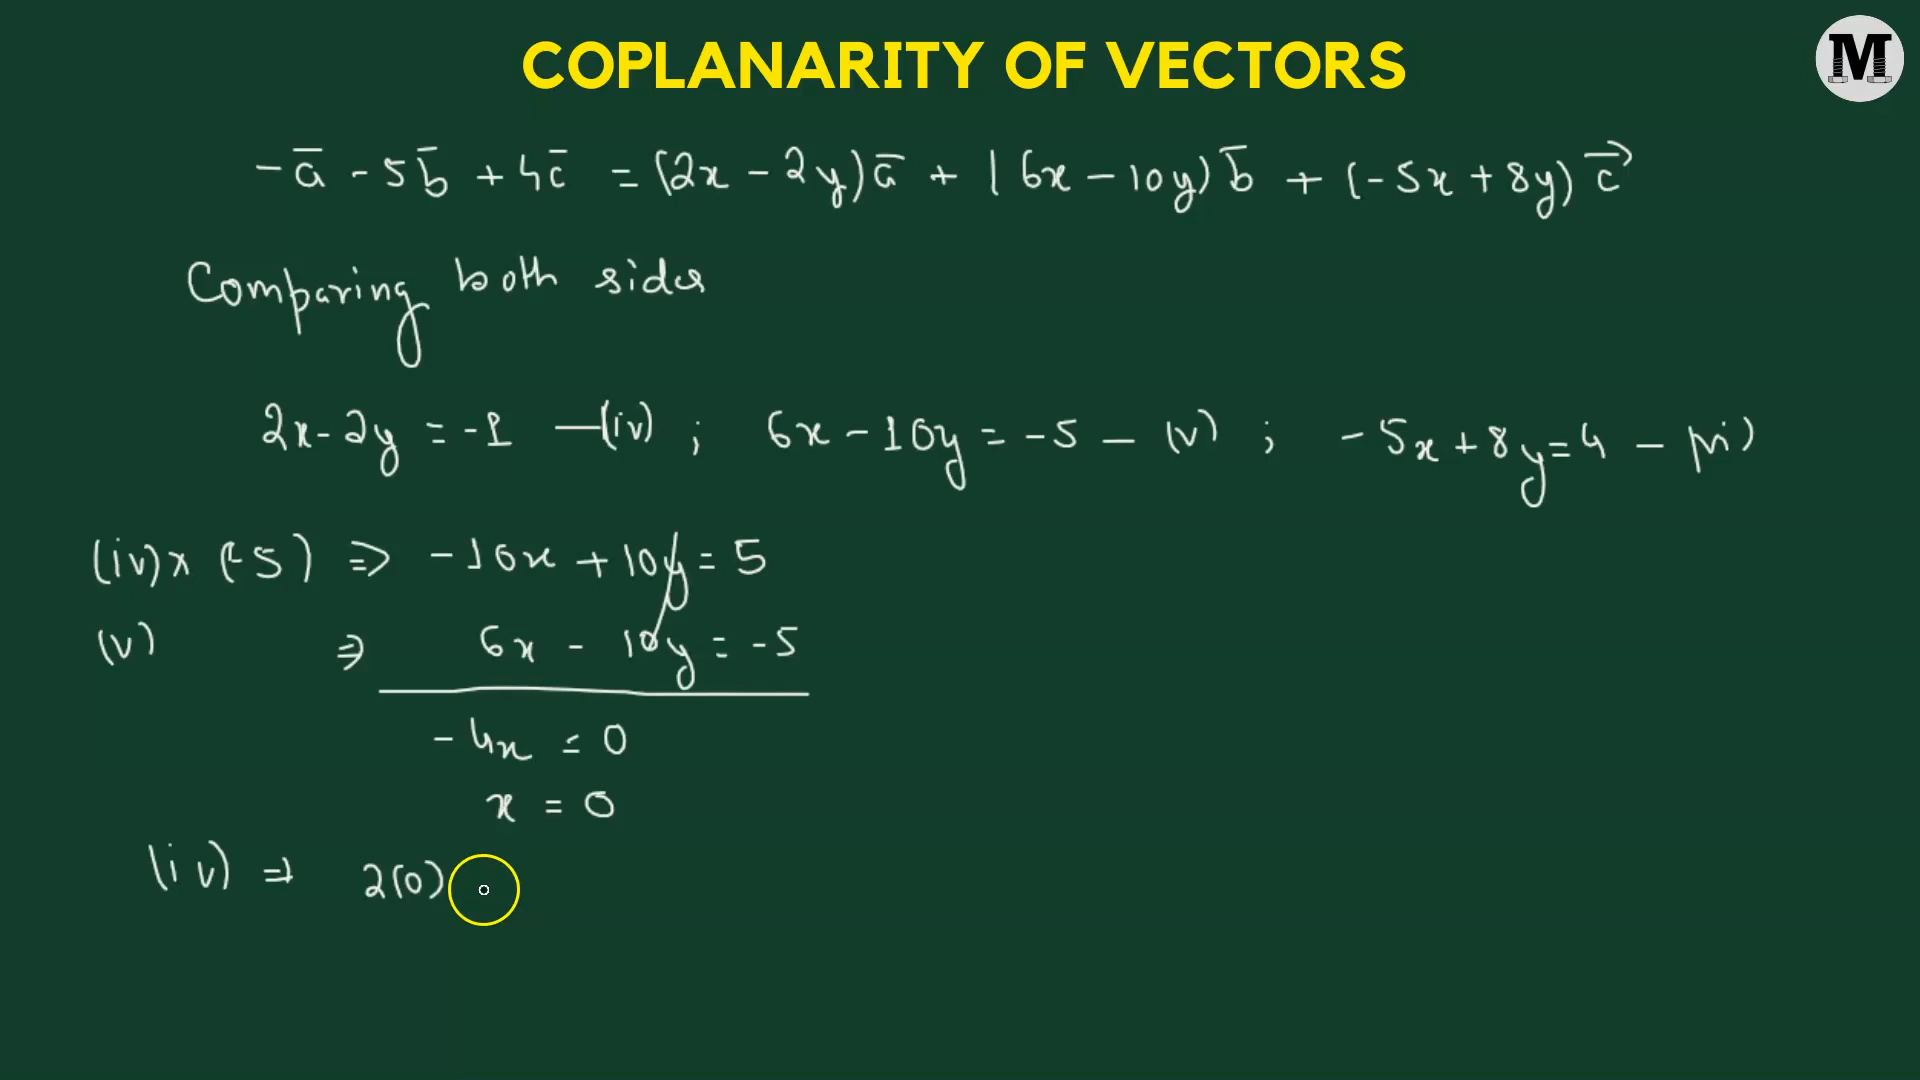 COPLANARITY OF VECTORS
M
-a̅ - 5b̅ + 4c̅ = (2x - 2y)a̅ + (6x - 10y)b̅ + (-5x + 8y)c⃗
Comparing both sides
2x - 2y = -1 —(iv) ; 6x - 10y = -5 — (v) ; -5x + 8y = 4 — (vi)
(iv) x (-5) => -10x + 10y = 5
(v) => 6x - 10y = -5
-4x = 0
x = 0
(iv) => 2(0)